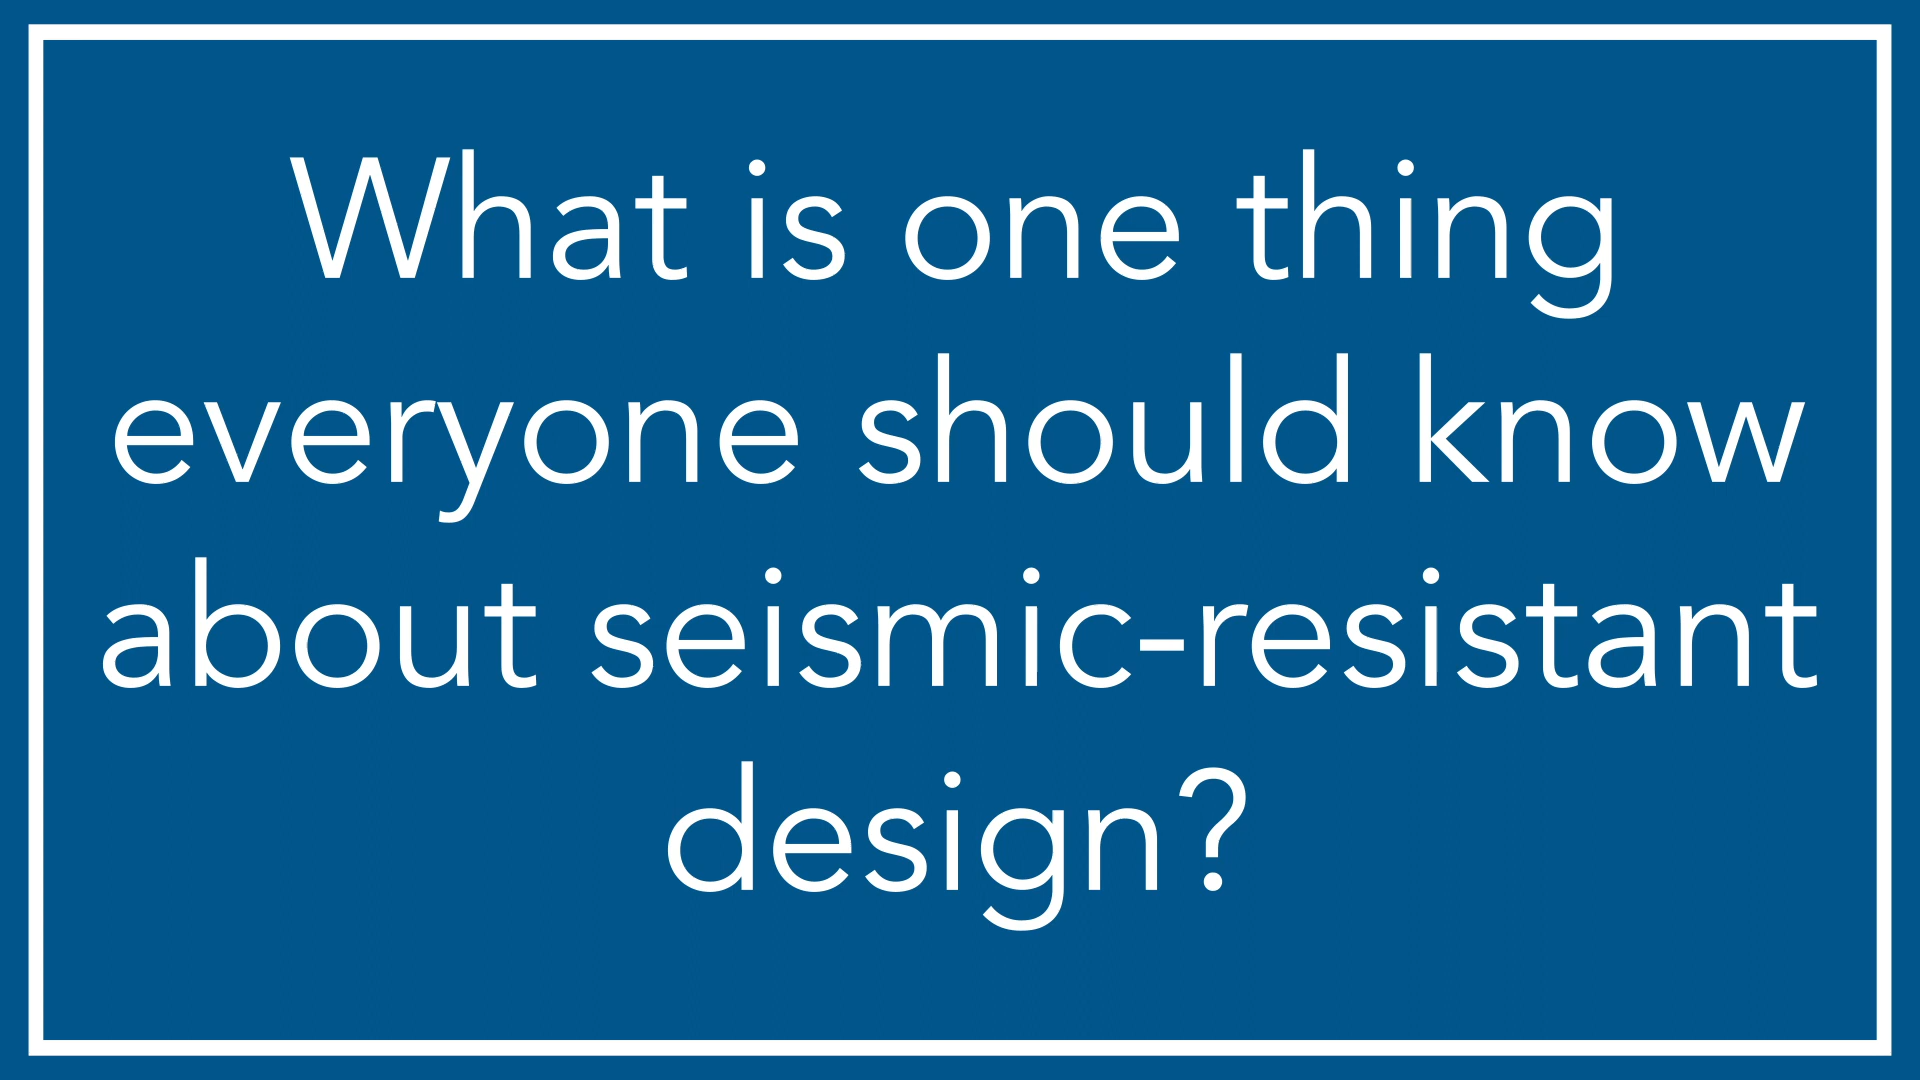 What is one thing
everyone should know
about seismic-resistant
design?